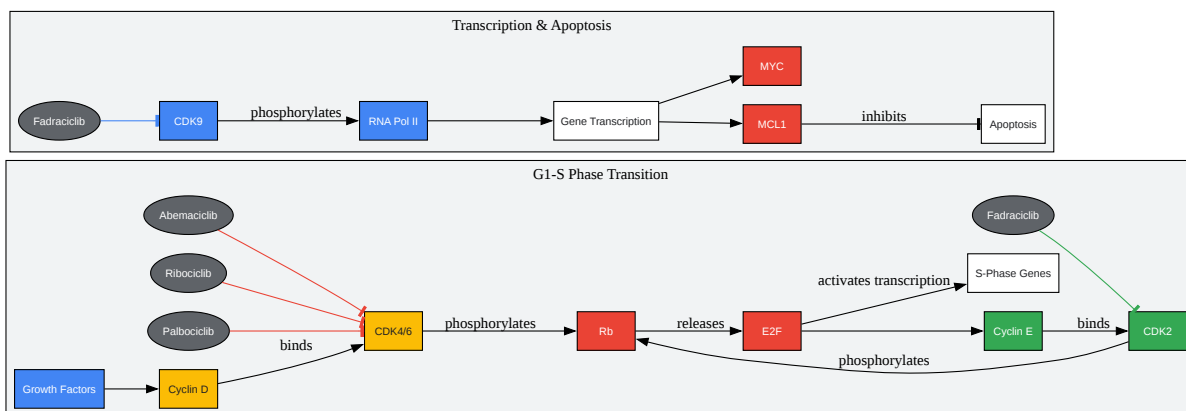 Transcription & Apoptosis
MYC
Fadraciclib
CDK9
phosphorylates
RNA Pol II
Gene Transcription
MCL1
inhibits
Apoptosis
G1-S Phase Transition
Abemaciclib
Fadraciclib
Ribociclib
activates transcription
S-Phase Genes
Palbociclib
CDK4/6
phosphorylates
Rb
releases
E2F
Cyclin E
binds
CDK2
binds
phosphorylates
Growth Factors
Cyclin D